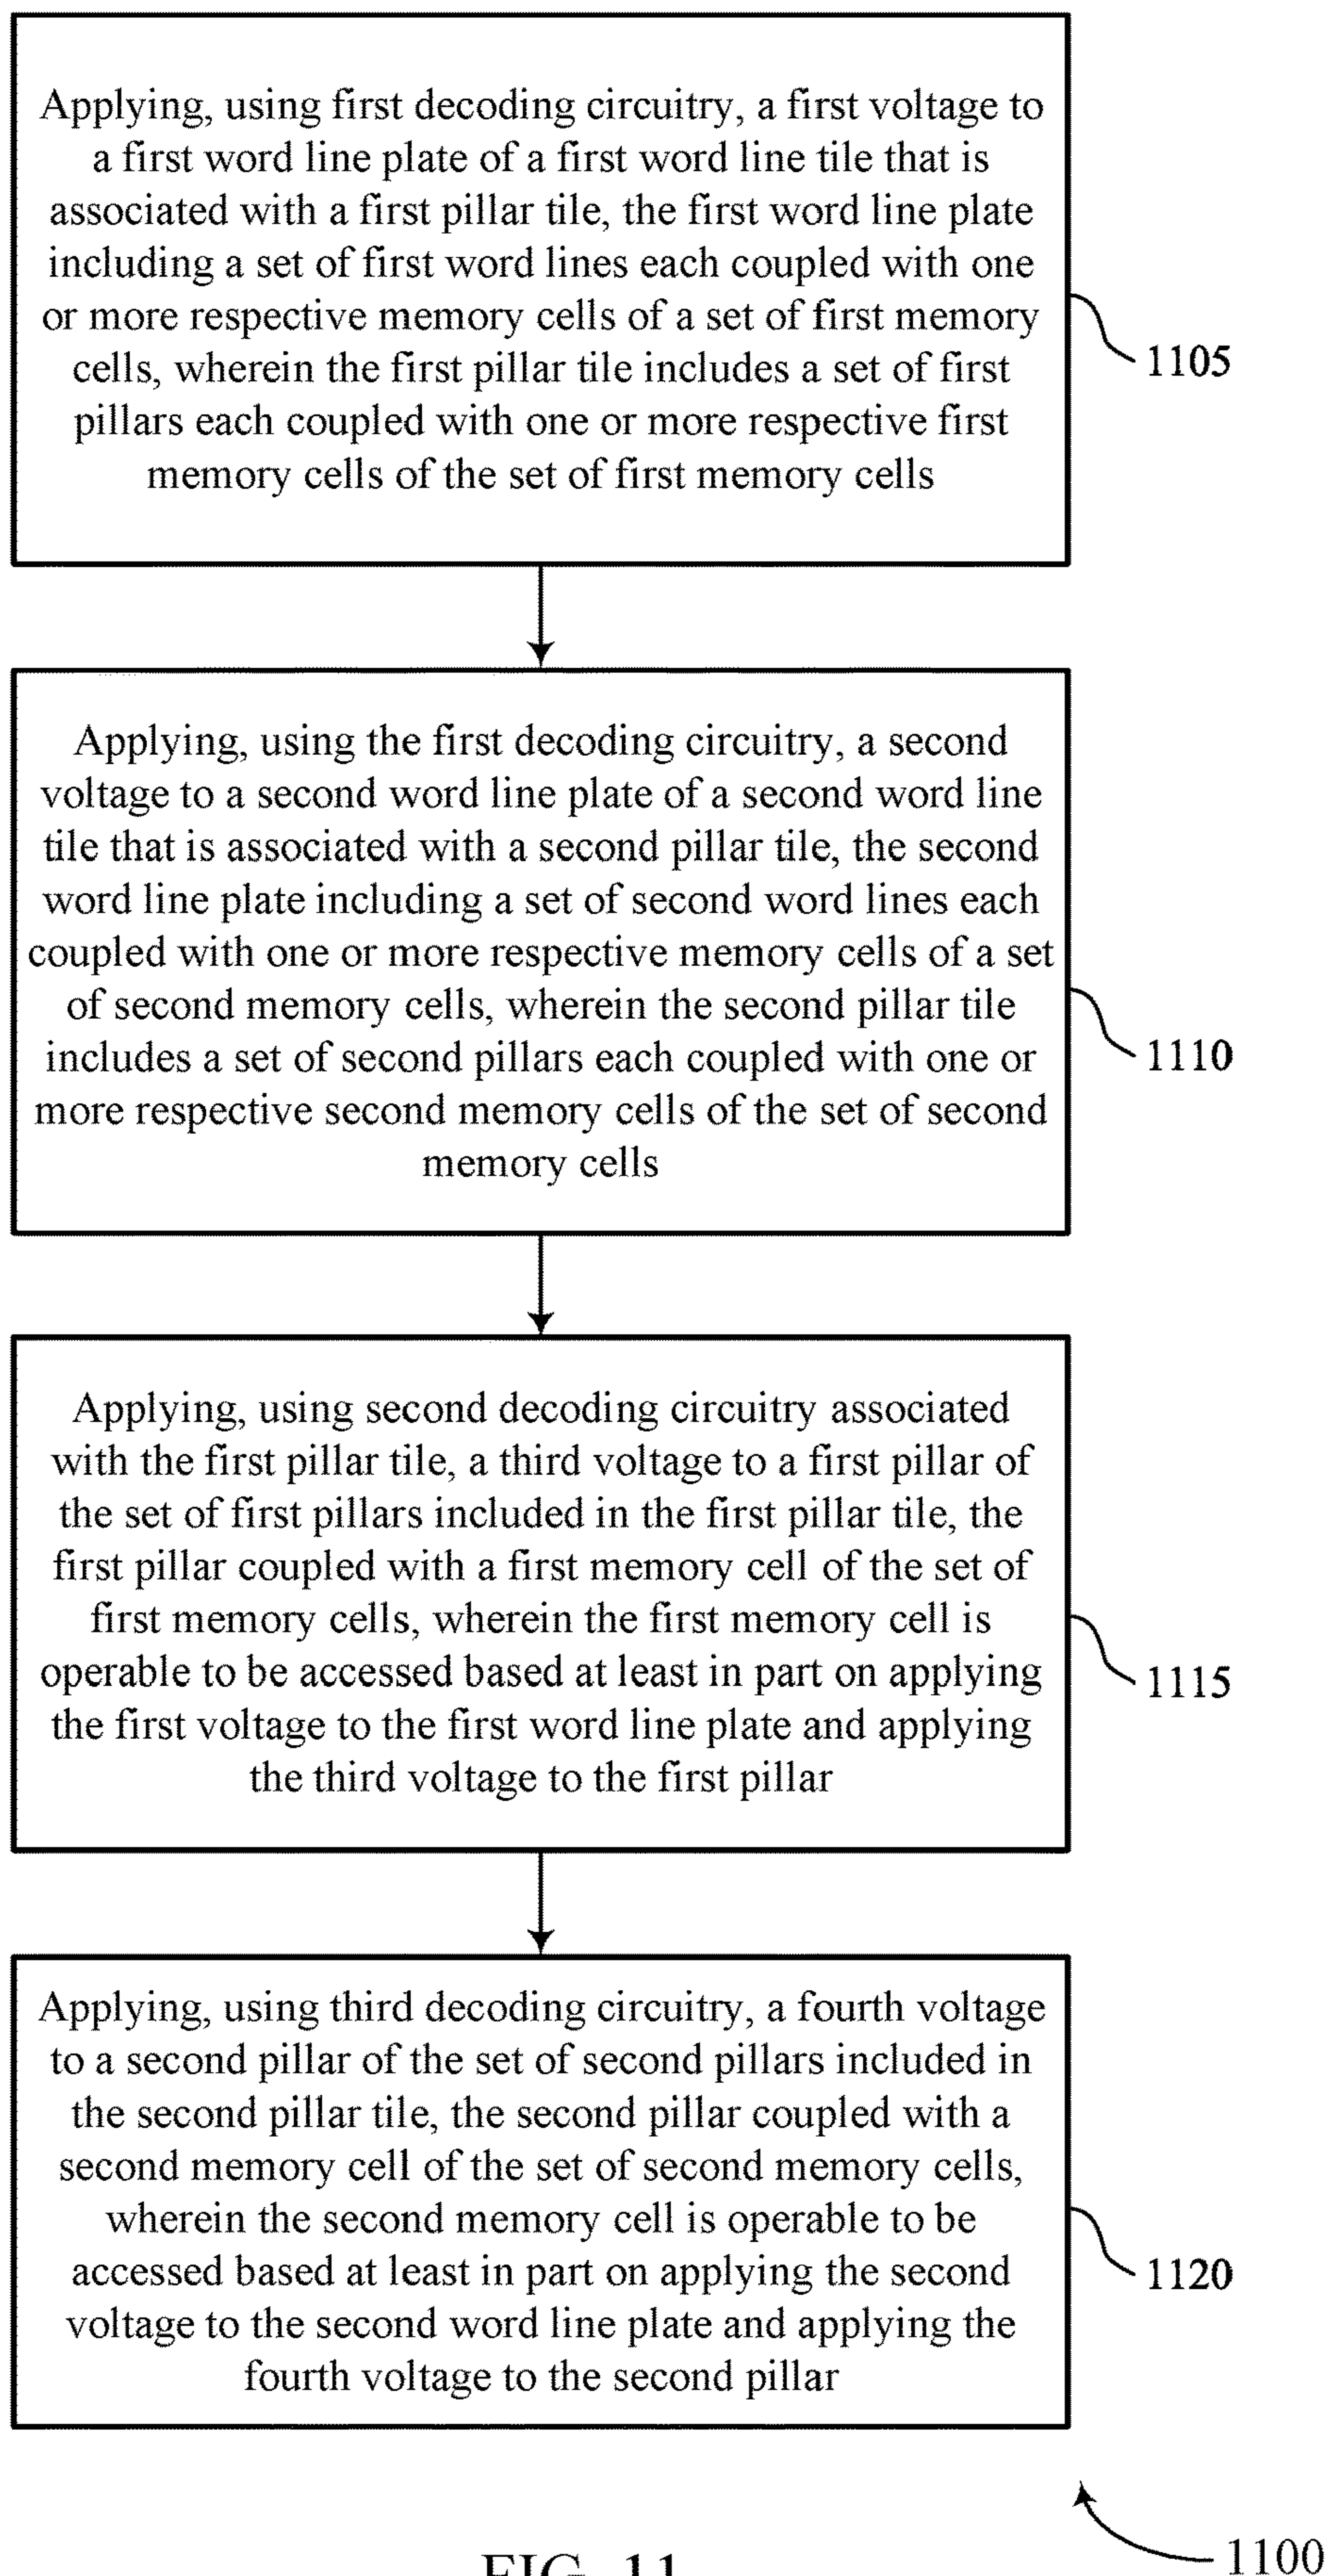 Applying, using first decoding circuitry, a first voltage to
a first word line plate of a first word line tile that is
associated with a first pillar tile, the first word line plate
including a set of first word lines each coupled with one
or more respective memory cells of a set of first memory
cells, wherein the first pillar tile includes a set of first
pillars each coupled with one or more respective first
memory cells of the set of first memory cells
1105
Applying, using the first decoding circuitry, a second
voltage to a second word line plate of a second word line
tile that is associated with a second pillar tile, the second
word line plate including a set of second word lines each
coupled with one or more respective memory cells of a set
of second memory cells, wherein the second pillar tile
includes a set of second pillars each coupled with one or
more respective second memory cells of the set of second
memory cells
1110
Applying, using second decoding circuitry associated
with the first pillar tile, a third voltage to a first pillar of
the set of first pillars included in the first pillar tile, the
first pillar coupled with a first memory cell of the set of
first memory cells, wherein the first memory cell is
operable to be accessed based at least in part on applying
the first voltage to the first word line plate and applying
the third voltage to the first pillar
1115
Applying, using third decoding circuitry, a fourth voltage
to a second pillar of the set of second pillars included in
the second pillar tile, the second pillar coupled with a
second memory cell of the set of second memory cells,
wherein the second memory cell is operable to be
accessed based at least in part on applying the second
voltage to the second word line plate and applying the
fourth voltage to the second pillar
1120
1100
FIG. 11